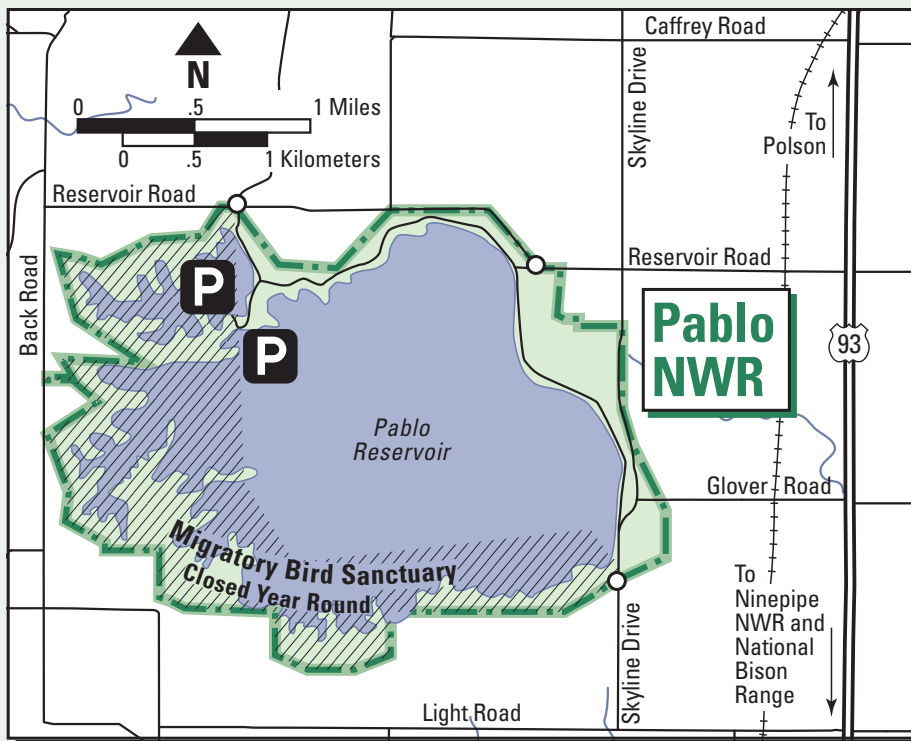 Caffrey Road
N
0 .5 1 Miles
0 .5 1 Kilometers
Skyline Drive
To
Polson
Reservoir Road
Back Road
P
P
Reservoir Road
Pablo
NWR
93
Pablo
Reservoir
Glover Road
Migratory Bird Sanctuary
Closed Year Round
To
Ninepipe
NWR and
National
Bison
Range
Skyline Drive
Light Road